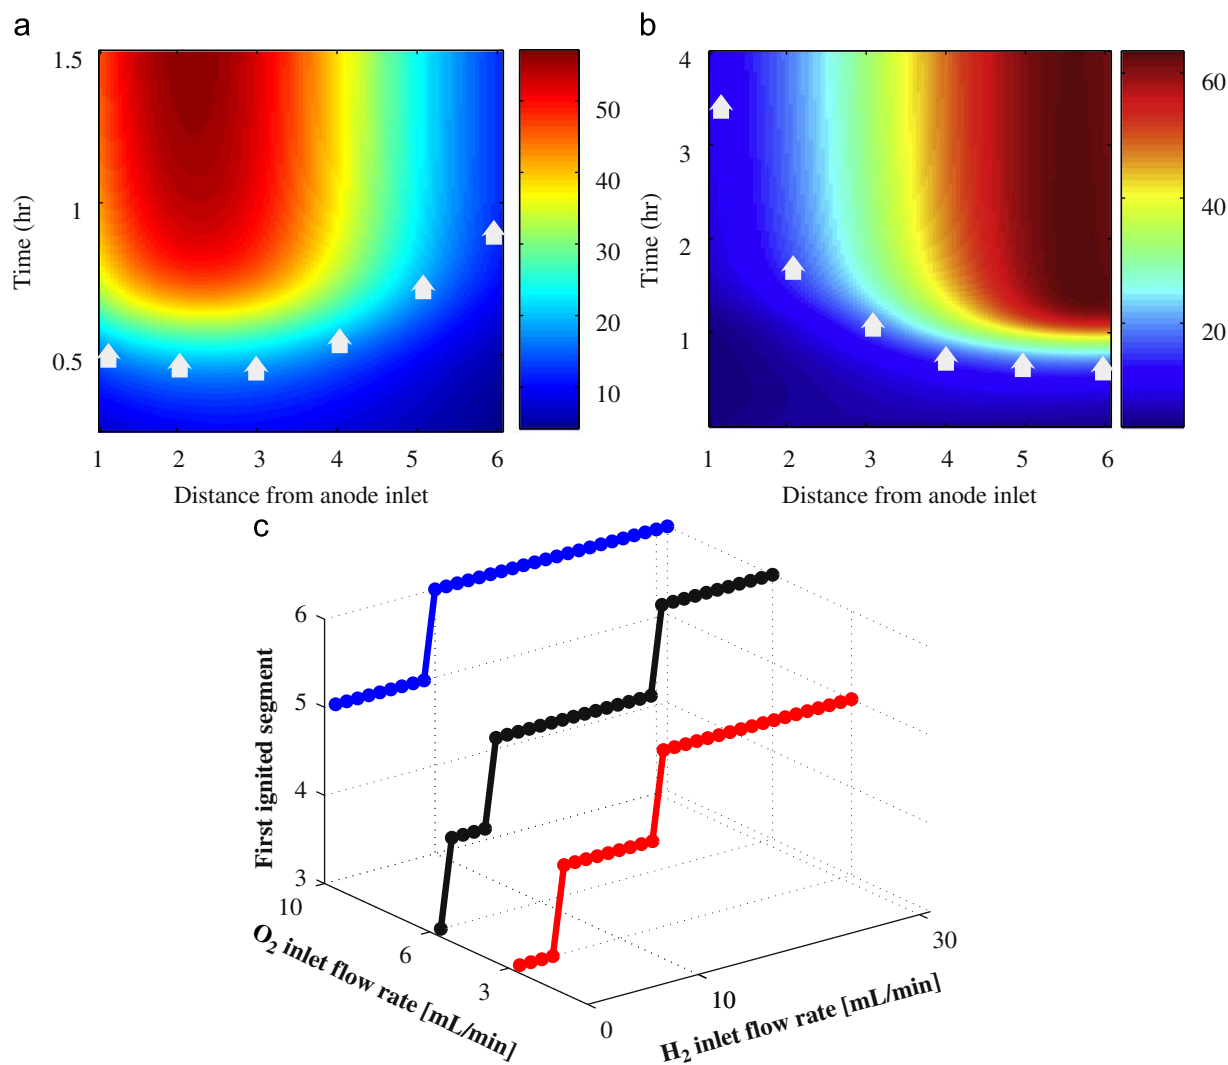 a
1.5
1
0.5
Time (hr)
1 2 3 4 5 6
Distance from anode inlet
50
40
30
20
10
b
4
3
2
1
Time (hr)
1 2 3 4 5 6
Distance from anode inlet
60
40
20
c
6
5
4
3
First ignited segment
10
6
3
O2 inlet flow rate [mL/min]
0
10
30
H2 inlet flow rate [mL/min]